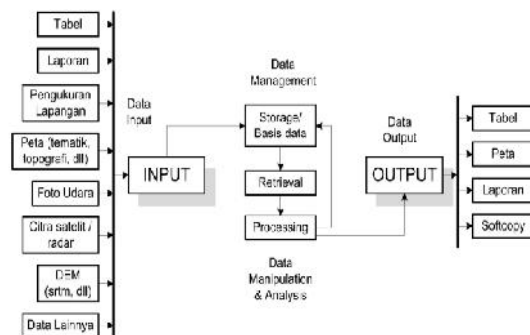 Tabel
Laporan
Pengukuran
Lapangan
Peta (tematik,
topografi, dll)
Foto Udara
Citra satelit /
radar
DEM
(srtm, dll)
Data Lainnya
Data
Input
INPUT
Data
Management
Storage/
Basis data
Retrieval
Processing
Data
Manipulation
& Analysis
Data
Output
OUTPUT
Tabel
Peta
Laporan
Softcopy